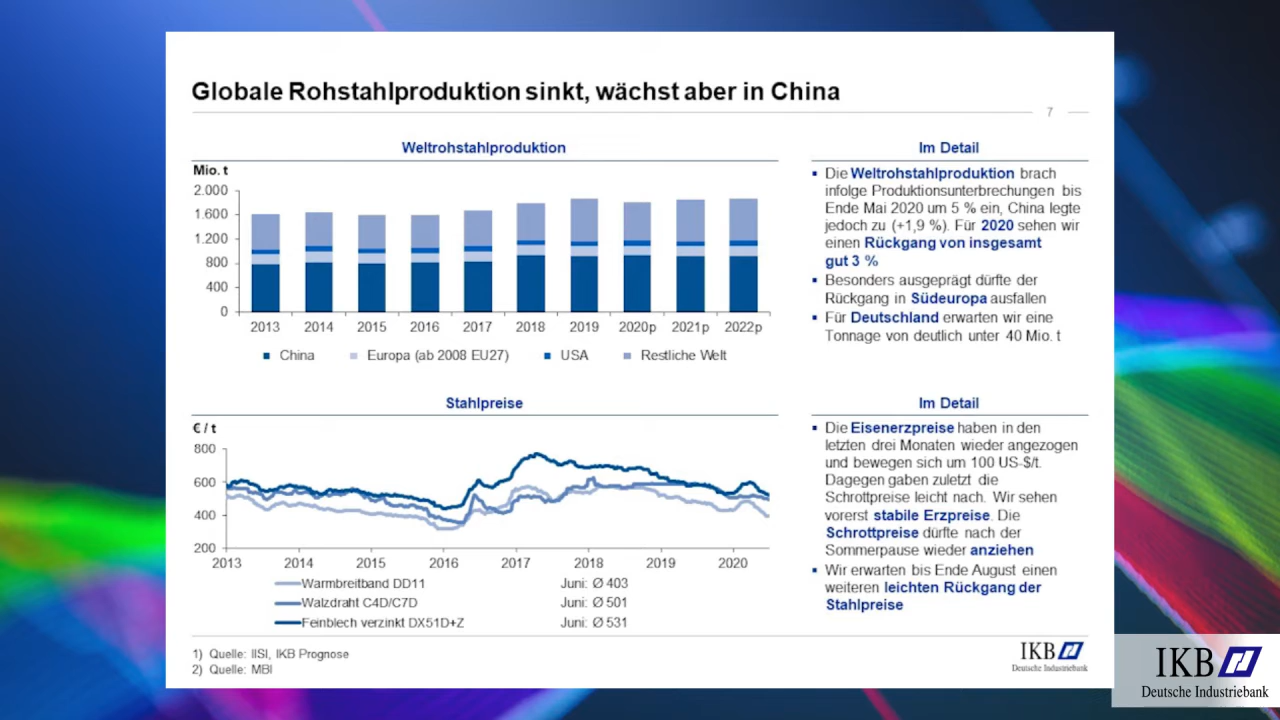 Globale Rohstahlproduktion sinkt, wächst aber in China
7
Weltrohstahlproduktion
Mio. t
2.000
1.600
1.200
800
400
0
2013 2014 2015 2016 2017 2018 2019 2020p 2021p 2022p
China Europa (ab 2008 EU27) USA Restliche Welt
Im Detail
▪ Die Weltrohstahlproduktion brach
infolge Produktionsunterbrechungen bis
Ende Mai 2020 um 5 % ein, China legte
jedoch zu (+1,9 %). Für 2020 sehen wir
einen Rückgang von insgesamt
gut 3 %
▪ Besonders ausgeprägt dürfte der
Rückgang in Südeuropa ausfallen
▪ Für Deutschland erwarten wir eine
Tonnage von deutlich unter 40 Mio. t
Stahlpreise
€ / t
800
600
400
200
2013 2014 2015 2016 2017 2018 2019 2020
Warmbreitband DD11 Juni: Ø 403
Walzdraht C4D/C7D Juni: Ø 501
Feinblech verzinkt DX51D+Z Juni: Ø 531
Im Detail
▪ Die Eisenerzpreise haben in den
letzten drei Monaten wieder angezogen
und bewegen sich um 100 US-$/t.
Dagegen gaben zuletzt die
Schrottpreise leicht nach. Wir sehen
vorerst stabile Erzpreise. Die
Schrottpreise dürfte nach der
Sommerpause wieder anziehen
▪ Wir erwarten bis Ende August einen
weiteren leichten Rückgang der
Stahlpreise
1) Quelle: IISI, IKB Prognose
2) Quelle: MBI
IKB
Deutsche Industriebank
IKB
Deutsche Industriebank